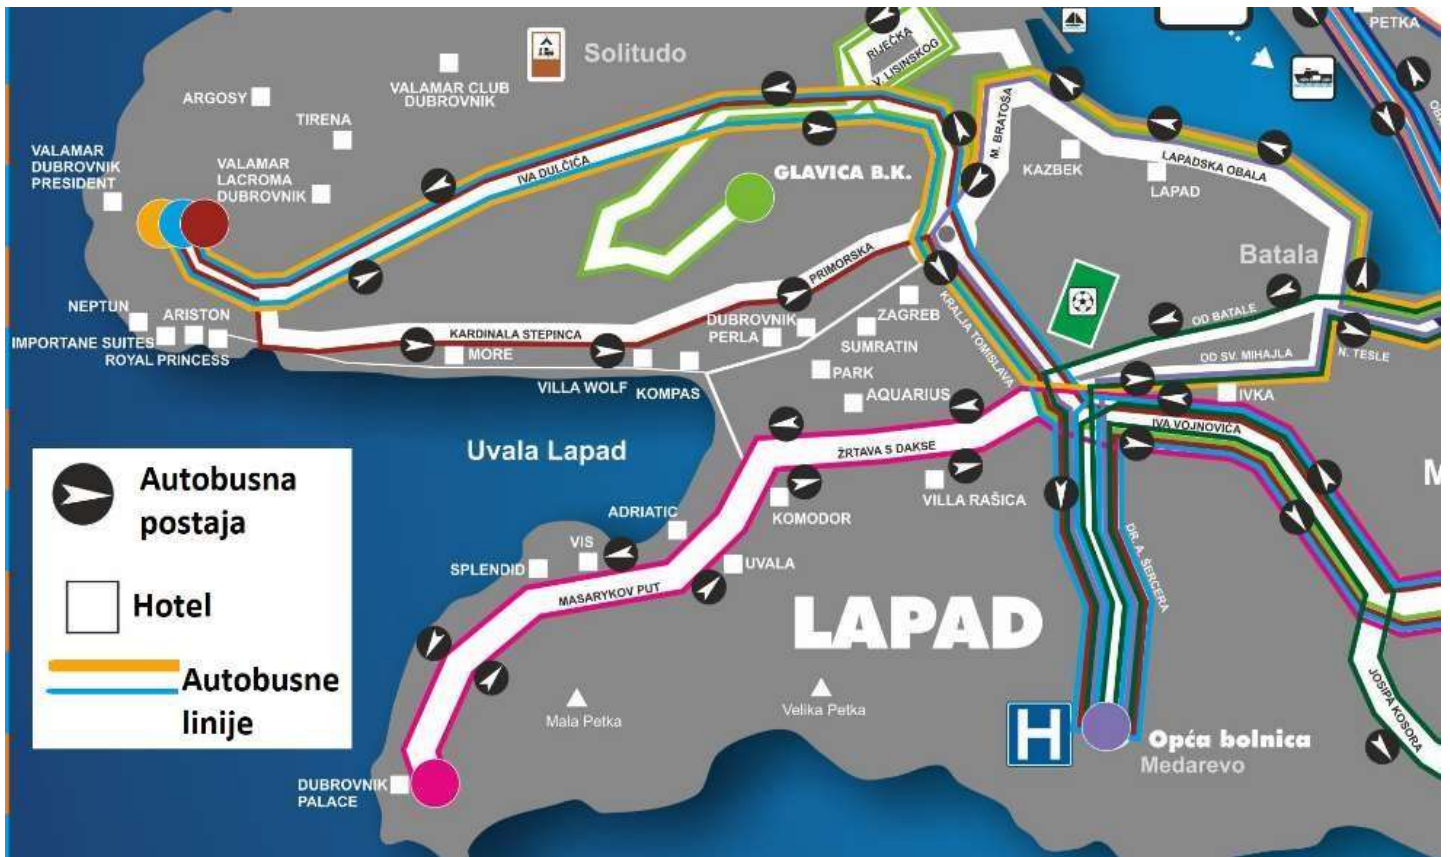 Solitudo
RIJEČKA
V. LISINSKOG
PETKA
VALAMAR CLUB
DUBROVNIK
ARGOSY
TIRENA
VALAMAR
DUBROVNIK
PRESIDENT
VALAMAR
LACROMA
DUBROVNIK
IVA DULČIĆA
GLAVICA B.K.
M. BRATOŠA
KAZBEK
LAPAD
LAPADSKA OBALA
Batala
NEPTUN
ARISTON
IMPORTANE SUITES
ROYAL PRINCESS
KARDINALA STEPINCA
MORE
VILLA WOLF
KOMPAS
PRIMORSKA
DUBROVNIK
PERLA
ZAGREB
SUMRATIN
PARK
AQUARIUS
KRALJA TOMISLAVA
OD BATALE
OD SV. MIHAJLA
N. TESLE
IVKA
IVA VOJNOVIĆA
Uvala Lapad
ŽRTAVA S DAKSE
VILLA RAŠICA
KOMODOR
ADRIATIC
VIS
SPLENDID
UVALA
MASARYKOV PUT
LAPAD
DR. A. ŠERCERA
Mala Petka
Velika Petka
H
Opća bolnica
Medarevo
JOSIPA KOSORA
DUBROVNIK
PALACE
Autobusna
postaja
Hotel
Autobusne
linije